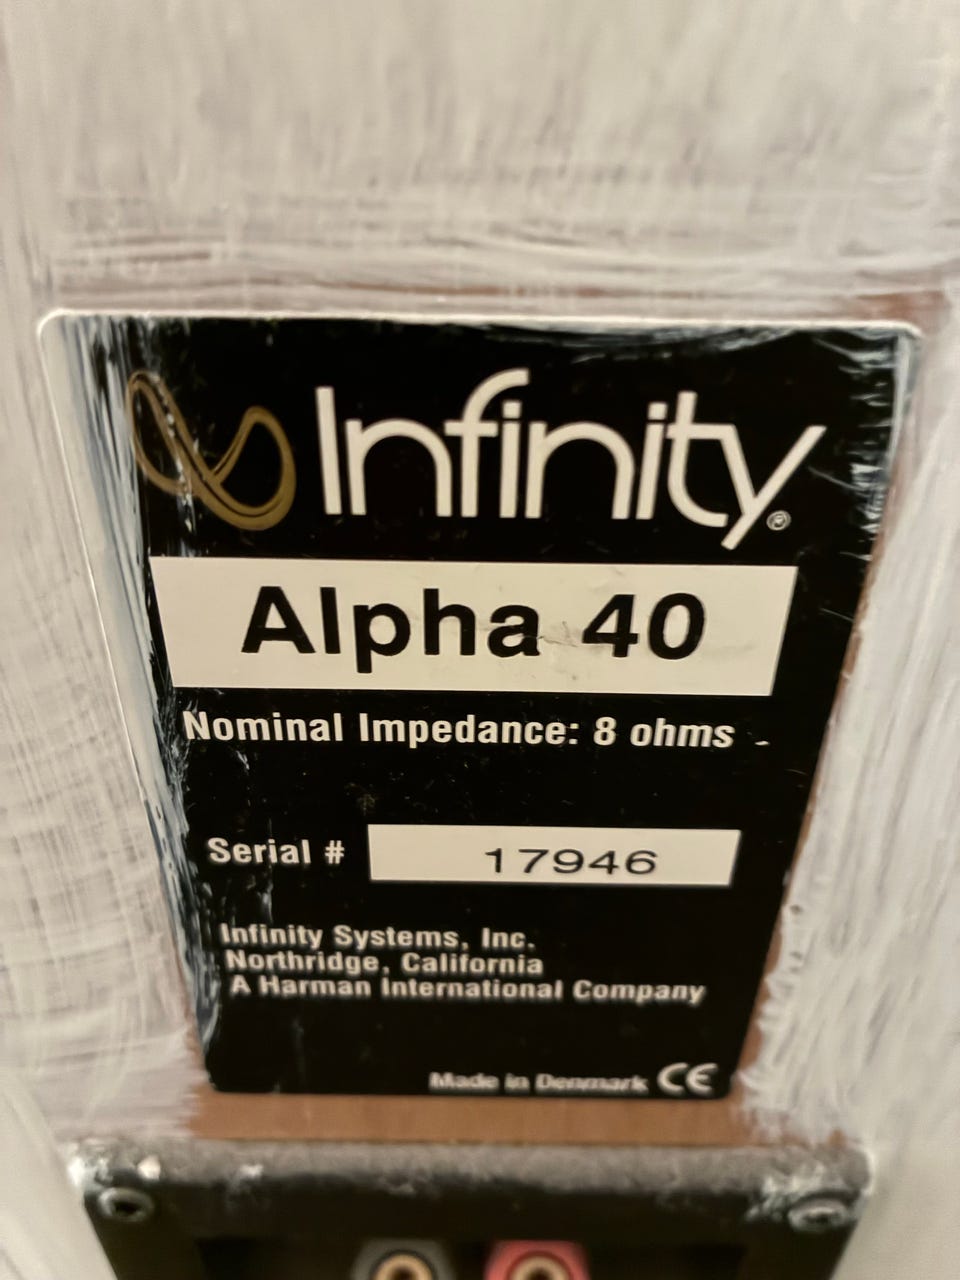 Infinity®
Alpha 40
Nominal Impedance: 8 ohms
Serial # 17946
Infinity Systems, Inc.
Northridge, California
A Harman International Company
Made in Denmark CE